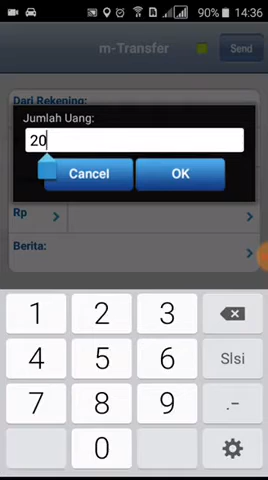 90% 14:36
m-Transfer
Send
Dari Rekening:
Jumlah Uang:
20
Cancel OK
Rp
Berita:
1 2 3
4 5 6 Slsi
7 8 9 .-
0